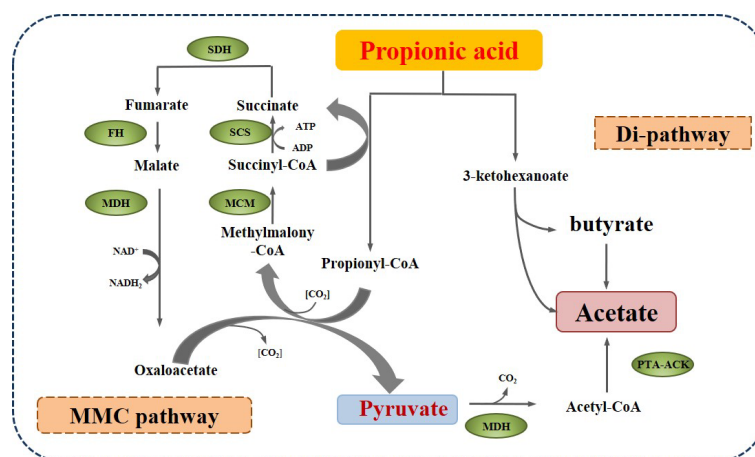 SDH
Propionic acid
Fumarate
Succinate
FH
SCS
ATP
ADP
Di-pathway
Malate
Succinyl-CoA
3-ketohexanoate
MDH
MCM
butyrate
Methylmalony
-CoA
NAD⁺
Propionyl-CoA
NADH₂
[CO₂]
Acetate
[CO₂]
Oxaloacetate
PTA-ACK
CO₂
MMC pathway
Pyruvate
Acetyl-CoA
MDH